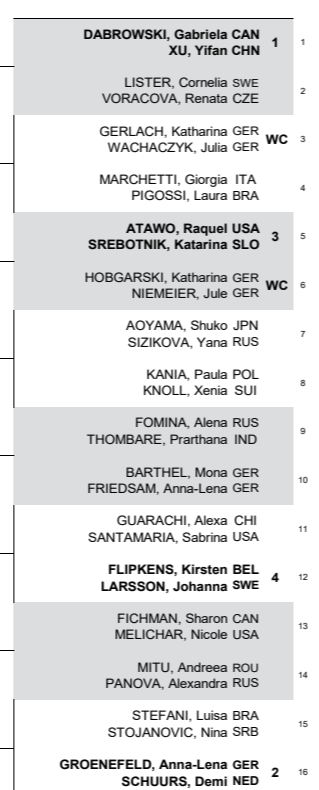 DABROWSKI, Gabriela CAN
XU, Yifan CHN
1
1
LISTER, Cornelia SWE
VORACOVA, Renata CZE
2
GERLACH, Katharina GER
WACHACZYK, Julia GER
WC
3
MARCHETTI, Giorgia ITA
PIGOSSI, Laura BRA
4
ATAWO, Raquel USA
SREBOTNIK, Katarina SLO
3
5
HOBGARSKI, Katharina GER
NIEMEIER, Jule GER
WC
6
AOYAMA, Shuko JPN
SIZIKOVA, Yana RUS
7
KANIA, Paula POL
KNOLL, Xenia SUI
8
FOMINA, Alena RUS
THOMBARE, Prarthana IND
9
BARTHEL, Mona GER
FRIEDSAM, Anna-Lena GER
10
GUARACHI, Alexa CHI
SANTAMARIA, Sabrina USA
11
FLIPKENS, Kirsten BEL
LARSSON, Johanna SWE
4
12
FICHMAN, Sharon CAN
MELICHAR, Nicole USA
13
MITU, Andreea ROU
PANOVA, Alexandra RUS
14
STEFANI, Luisa BRA
STOJANOVIC, Nina SRB
15
GROENEFELD, Anna-Lena GER
SCHUURS, Demi NED
2
16